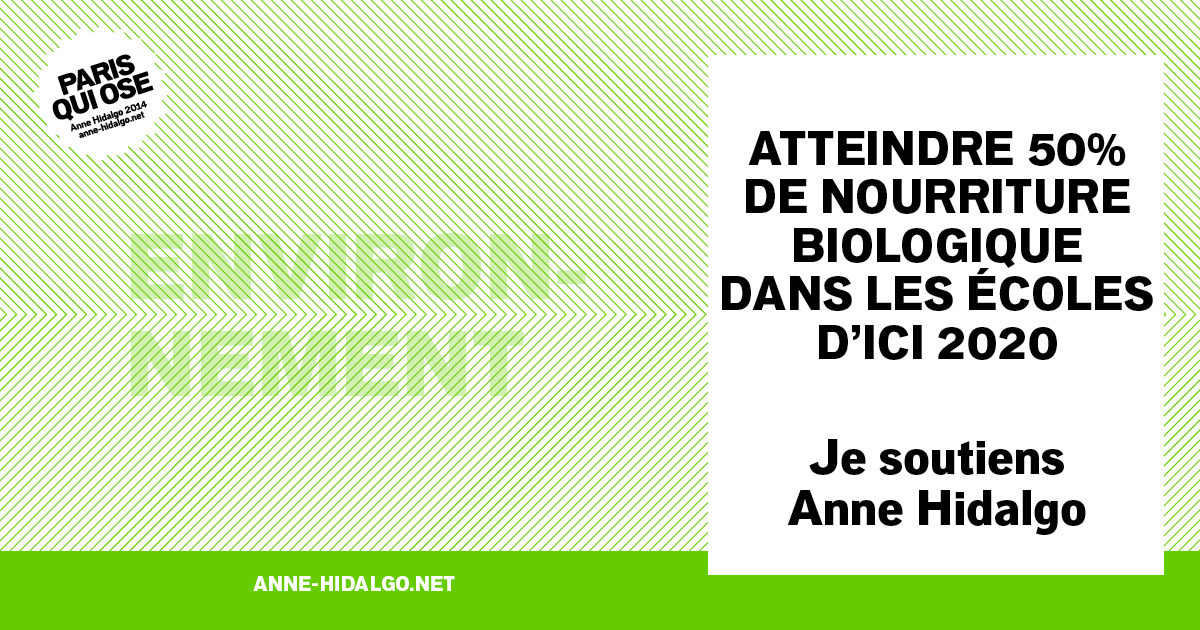 PARIS
QUI OSE
Anne Hidalgo 2014
anne-hidalgo.net
ENVIRON-
NEMENT
ATTEINDRE 50%
DE NOURRITURE
BIOLOGIQUE
DANS LES ÉCOLES
D’ICI 2020
Je soutiens
Anne Hidalgo
ANNE-HIDALGO.NET